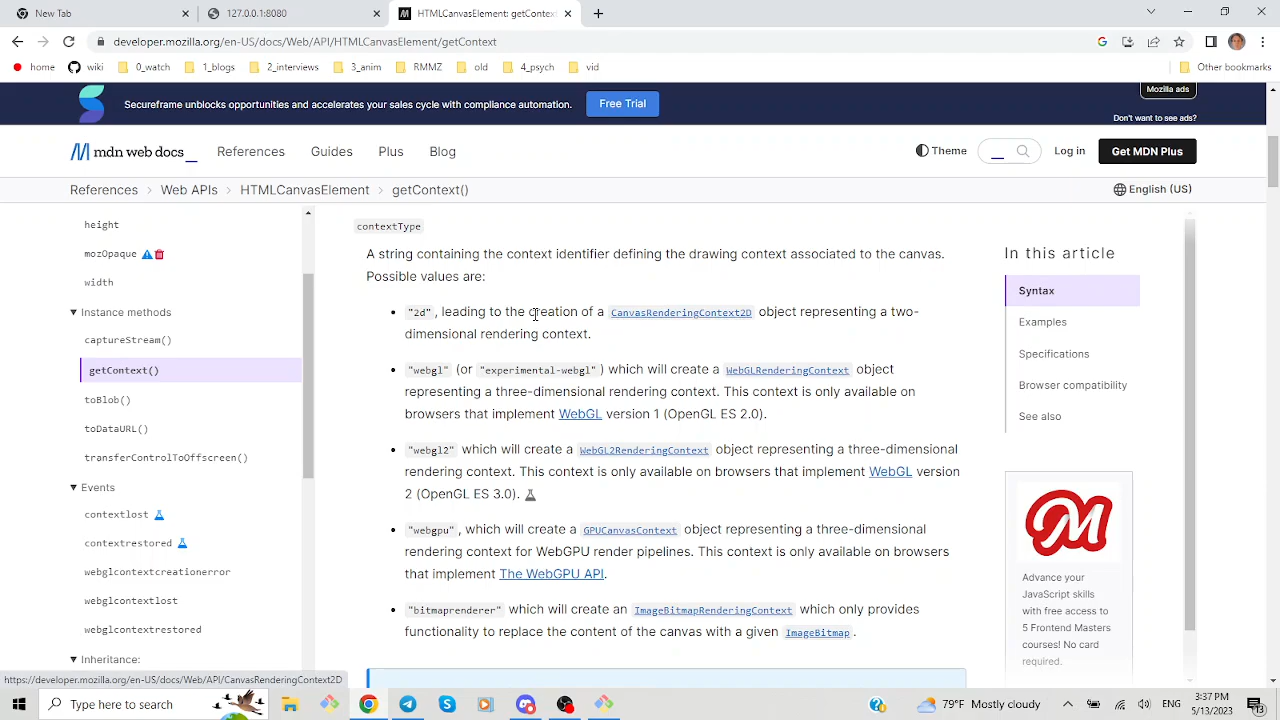 New Tab
127.0.0.1:8080
HTMLCanvasElement: getContext
developer.mozilla.org/en-US/docs/Web/API/HTMLCanvasElement/getContext
home wiki 0_watch 1_blogs 2_interviews 3_anim RMMZ old 4_psych vid Other bookmarks
Mozilla ads
Secureframe unblocks opportunities and accelerates your sales cycle with compliance automation. Free Trial
Don't want to see ads?
mdn web docs_ References Guides Plus Blog Theme Log in Get MDN Plus
References > Web APIs > HTMLCanvasElement > getContext() English (US)
height
mozOpaque
width
Instance methods
captureStream()
getContext()
toBlob()
toDataURL()
transferControlToOffscreen()
Events
contextlost
contextrestored
webglcontextcreationerror
webglcontextlost
webglcontextrestored
Inheritance:
contextType
A string containing the context identifier defining the drawing context associated to the canvas.
Possible values are:
• "2d", leading to the creation of a CanvasRenderingContext2D object representing a two-
dimensional rendering context.
• "webgl" (or "experimental-webgl") which will create a WebGLRenderingContext object
representing a three-dimensional rendering context. This context is only available on
browsers that implement WebGL version 1 (OpenGL ES 2.0).
• "webgl2" which will create a WebGL2RenderingContext object representing a three-dimensional
rendering context. This context is only available on browsers that implement WebGL version
2 (OpenGL ES 3.0).
• "webgpu", which will create a GPUCanvasContext object representing a three-dimensional
rendering context for WebGPU render pipelines. This context is only available on browsers
that implement The WebGPU API.
• "bitmaprenderer" which will create an ImageBitmapRenderingContext which only provides
functionality to replace the content of the canvas with a given ImageBitmap.
In this article
Syntax
Examples
Specifications
Browser compatibility
See also
Advance your
JavaScript skills
with free access to
5 Frontend Masters
courses! No card
required.
https://developer.mozilla.org/en-US/docs/Web/API/CanvasRenderingContext2D
Type here to search
79°F Mostly cloudy
ENG
3:37 PM
5/13/2023
13